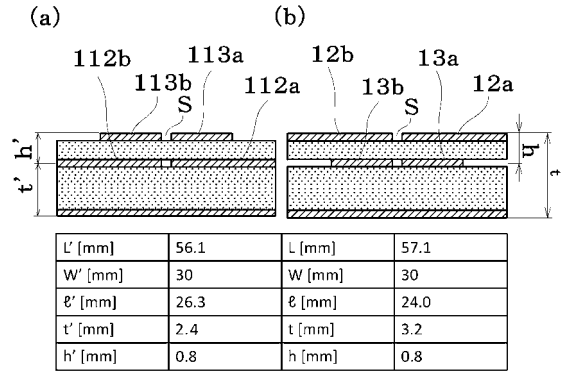 (a) (b)
112b 113b 113a 112a S
12b 13b 13a 12a S
h' t' h t
L' [mm] 56.1 L [mm] 57.1
W' [mm] 30 W [mm] 30
ℓ' [mm] 26.3 ℓ [mm] 24.0
t' [mm] 2.4 t [mm] 3.2
h' [mm] 0.8 h [mm] 0.8